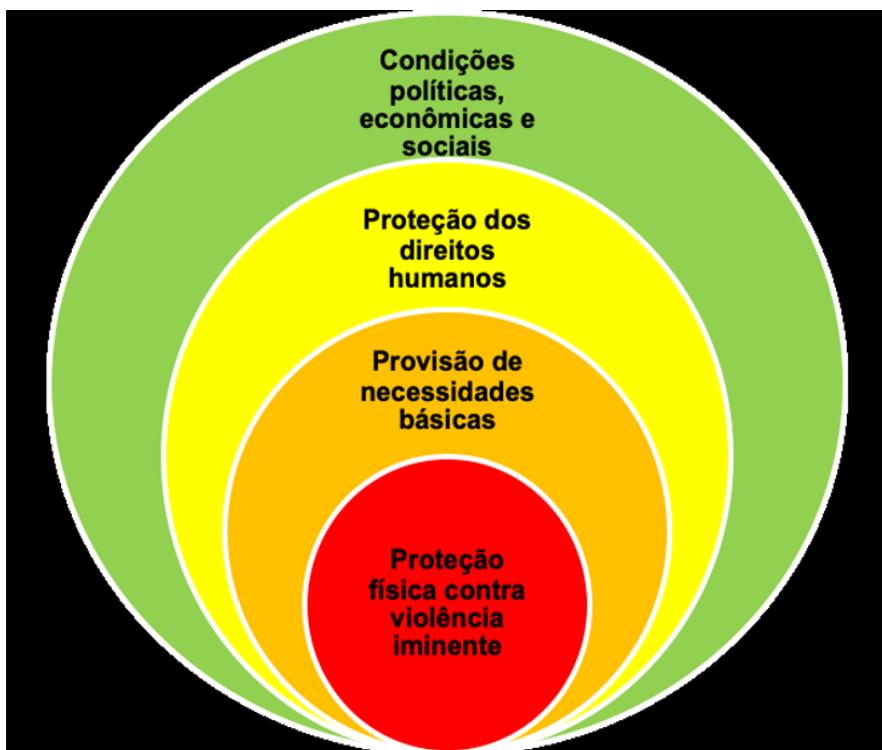 Condições
políticas,
econômicas e
sociais
Proteção dos
direitos
humanos
Provisão de
necessidades
básicas
Proteção
física contra
violência
iminente